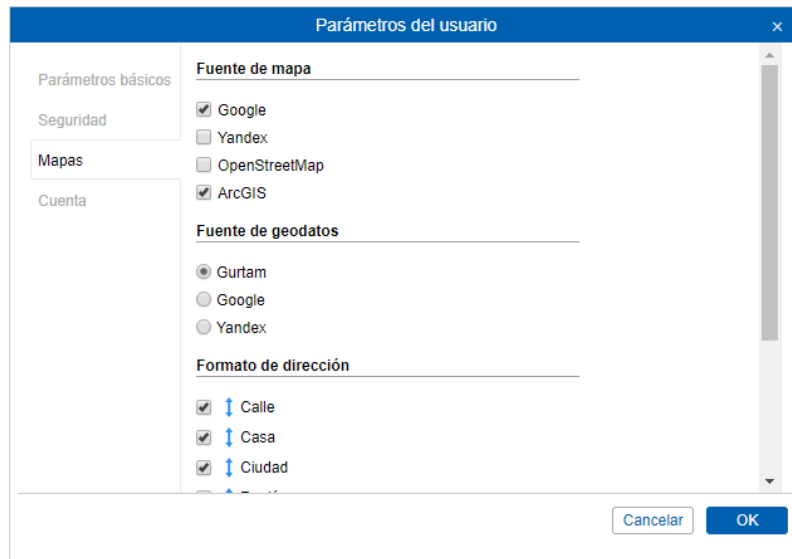 Parámetros del usuario
×
Parámetros básicos
Seguridad
Mapas
Cuenta
Fuente de mapa
Google
Yandex
OpenStreetMap
ArcGIS
Fuente de geodatos
Gurtam
Google
Yandex
Formato de dirección
Calle
Casa
Ciudad
Cancelar
OK